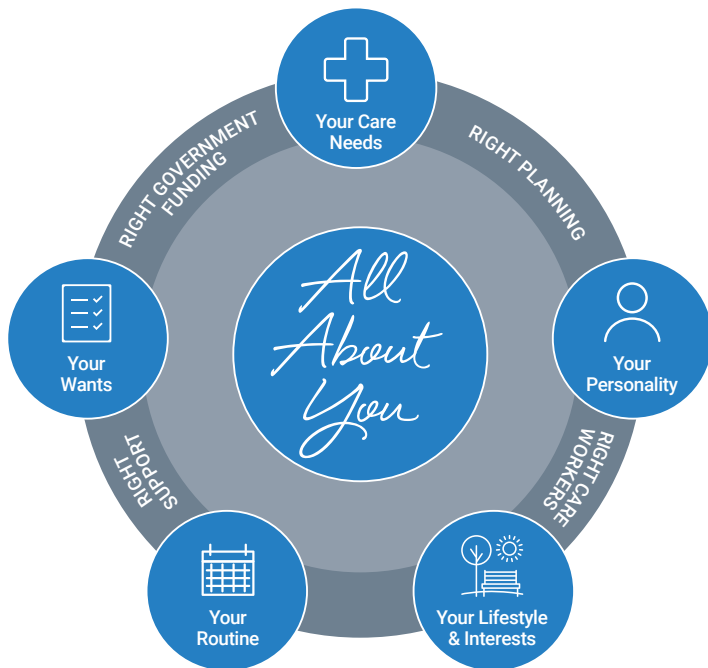 Your Care
Needs
RIGHT GOVERNMENT
FUNDING
RIGHT PLANNING
All
About
You
Your
Wants
Your
Personality
RIGHT
SUPPORT
RIGHT CARE
WORKERS
Your
Routine
Your Lifestyle
& Interests